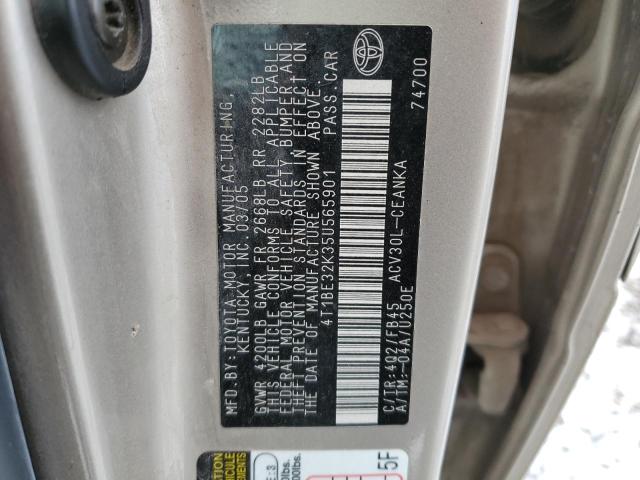 MFD.BY:TOYOTA MOTOR MANUFACTURING,
KENTUCKY, INC. 03/05
GVWR 4200LB GAWR FR 2668LB RR 2282LB
THIS VEHICLE CONFORMS TO ALL APPLICABLE
FEDERAL MOTOR VEHICLE SAFETY BUMPER, AND
THEFT PREVENTION STANDARDS IN EFFECT ON
THE DATE OF MANUFACTURE SHOWN ABOVE.
4T1BE32K35U565901 PASS.CAR
C/TR:4Q2/FB45 ACV30L-CEANKA
A/TM:-04A/U250E 74700
5F